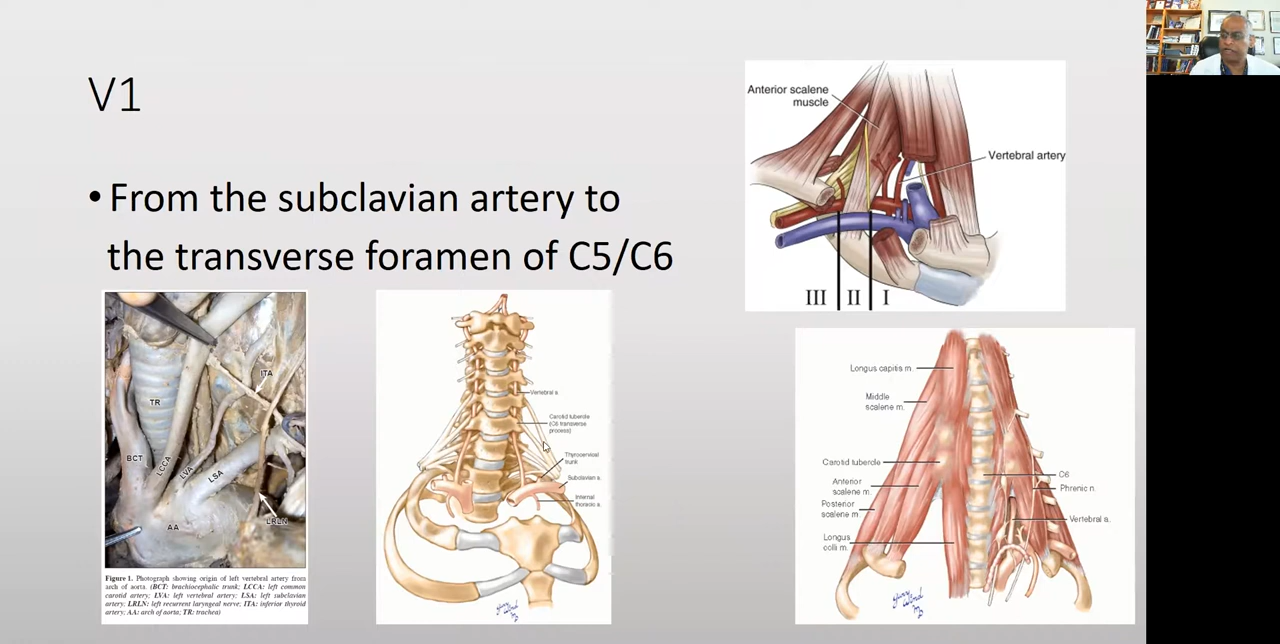 V1
• From the subclavian artery to
the transverse foramen of C5/C6
Anterior scalene
muscle
Vertebral artery
III II I
ITA
TR
BCT
LCCA
LVA
LSA
LRLN
AA
Figure 1. Photograph showing origin of left vertebral artery from
arch of aorta. (BCT: brachiocephalic trunk; LCCA: left common
carotid artery; LVA: left vertebral artery; LSA: left subclavian
artery; LRLN: left recurrent laryngeal nerve; ITA: inferior thyroid
artery; AA: arch of aorta; TR: trachea)
Vertebral a.
Carotid tubercle
(C6 transverse
process)
Thyrocervical
trunk
Subclavian a.
Internal
thoracic a.
Longus capitis m.
Middle
scalene m.
Carotid tubercle
Anterior
scalene m.
Posterior
scalene m.
Longus
colli m.
C6
Phrenic n.
Vertebral a.